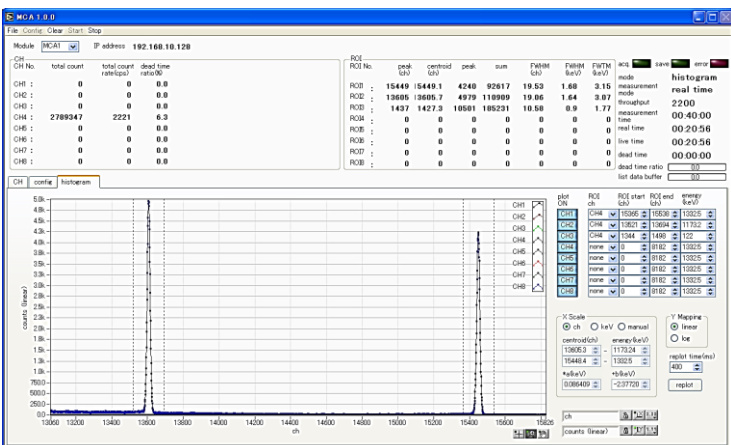 MCA 1.0.0
File Config Clear Start Stop
Module MCA1 IP address 192.168.10.128
CH
CH No. total count total count rate(cps) dead time ratio(%)
CH1 : 0 0 0.0
CH2 : 0 0 0.0
CH3 : 0 0 0.0
CH4 : 2789347 2221 6.3
CH5 : 0 0 0.0
CH6 : 0 0 0.0
CH7 : 0 0 0.0
CH8 : 0 0 0.0
ROI
ROI No. peak (ch) centroid (ch) peak sum FWHM (ch) FWHM (keV) FWTM (keV)
ROI1 : 15449 15449.1 4240 92617 19.53 1.68 3.15
ROI2 : 13605 13605.7 4979 110909 19.06 1.64 3.07
ROI3 : 1437 1427.3 10501 185231 10.50 0.9 1.77
ROI4 : 0 0 0 0 0 0 0
ROI5 : 0 0 0 0 0 0 0
ROI6 : 0 0 0 0 0 0 0
ROI7 : 0 0 0 0 0 0 0
ROI8 : 0 0 0 0 0 0 0
acq. save error
mode histogram
measurement mode real time
throughput 2200
measurement time 00:40:00
real time 00:20:56
live time 00:20:56
dead time 00:00:00
dead time ratio 0.0
list data buffer 0.0
CH config histogram
counts (linear)
5.0k
4.8k
4.5k
4.3k
4.0k
3.8k
3.5k
3.3k
3.0k
2.8k
2.5k
2.3k
2.0k
1.8k
1.5k
1.3k
1.0k
750.0
500.0
250.0
0.0
13060 13200 13400 13600 13800 14000 14200 14400 14600 14800 15000 15200 15400 15600 15826
ch
CH1
CH2
CH3
CH4
CH5
CH6
CH7
CH8
plot ON ROI ch ROI start (ch) ROI end (ch) energy (keV)
CH1 CH4 15365 15538 1332.5
CH2 CH4 13521 13694 1173.2
CH3 CH4 1344 1498 122
CH4 none 0 8182 1332.5
CH5 none 0 8182 1332.5
CH6 none 0 8182 1332.5
CH7 none 0 8182 1332.5
CH8 none 0 8182 1332.5
X Scale
ch keV manual
centroid(ch) energy(keV)
13605.3 - 1173.24
15448.4 - 1332.5
*a(keV) +b(keV)
0.086409 -2.37720
Y Mapping
linear
log
replot time(ms)
400
replot
ch
counts (linear)